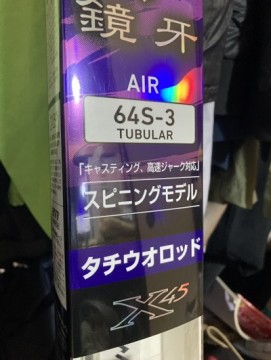 鏡牙
AIR
64S-3
TUBULAR
「キャスティング、高速ジャーク対応」
スピニングモデル
タチウオロッド
X45